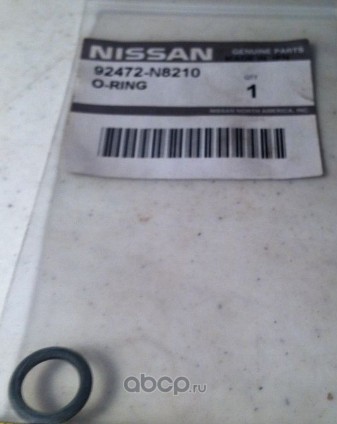 NISSAN GENUINE PARTS
92472-N8210 QTY
O-RING 1
NISSAN NORTH AMERICA, INC.
abcp.ru